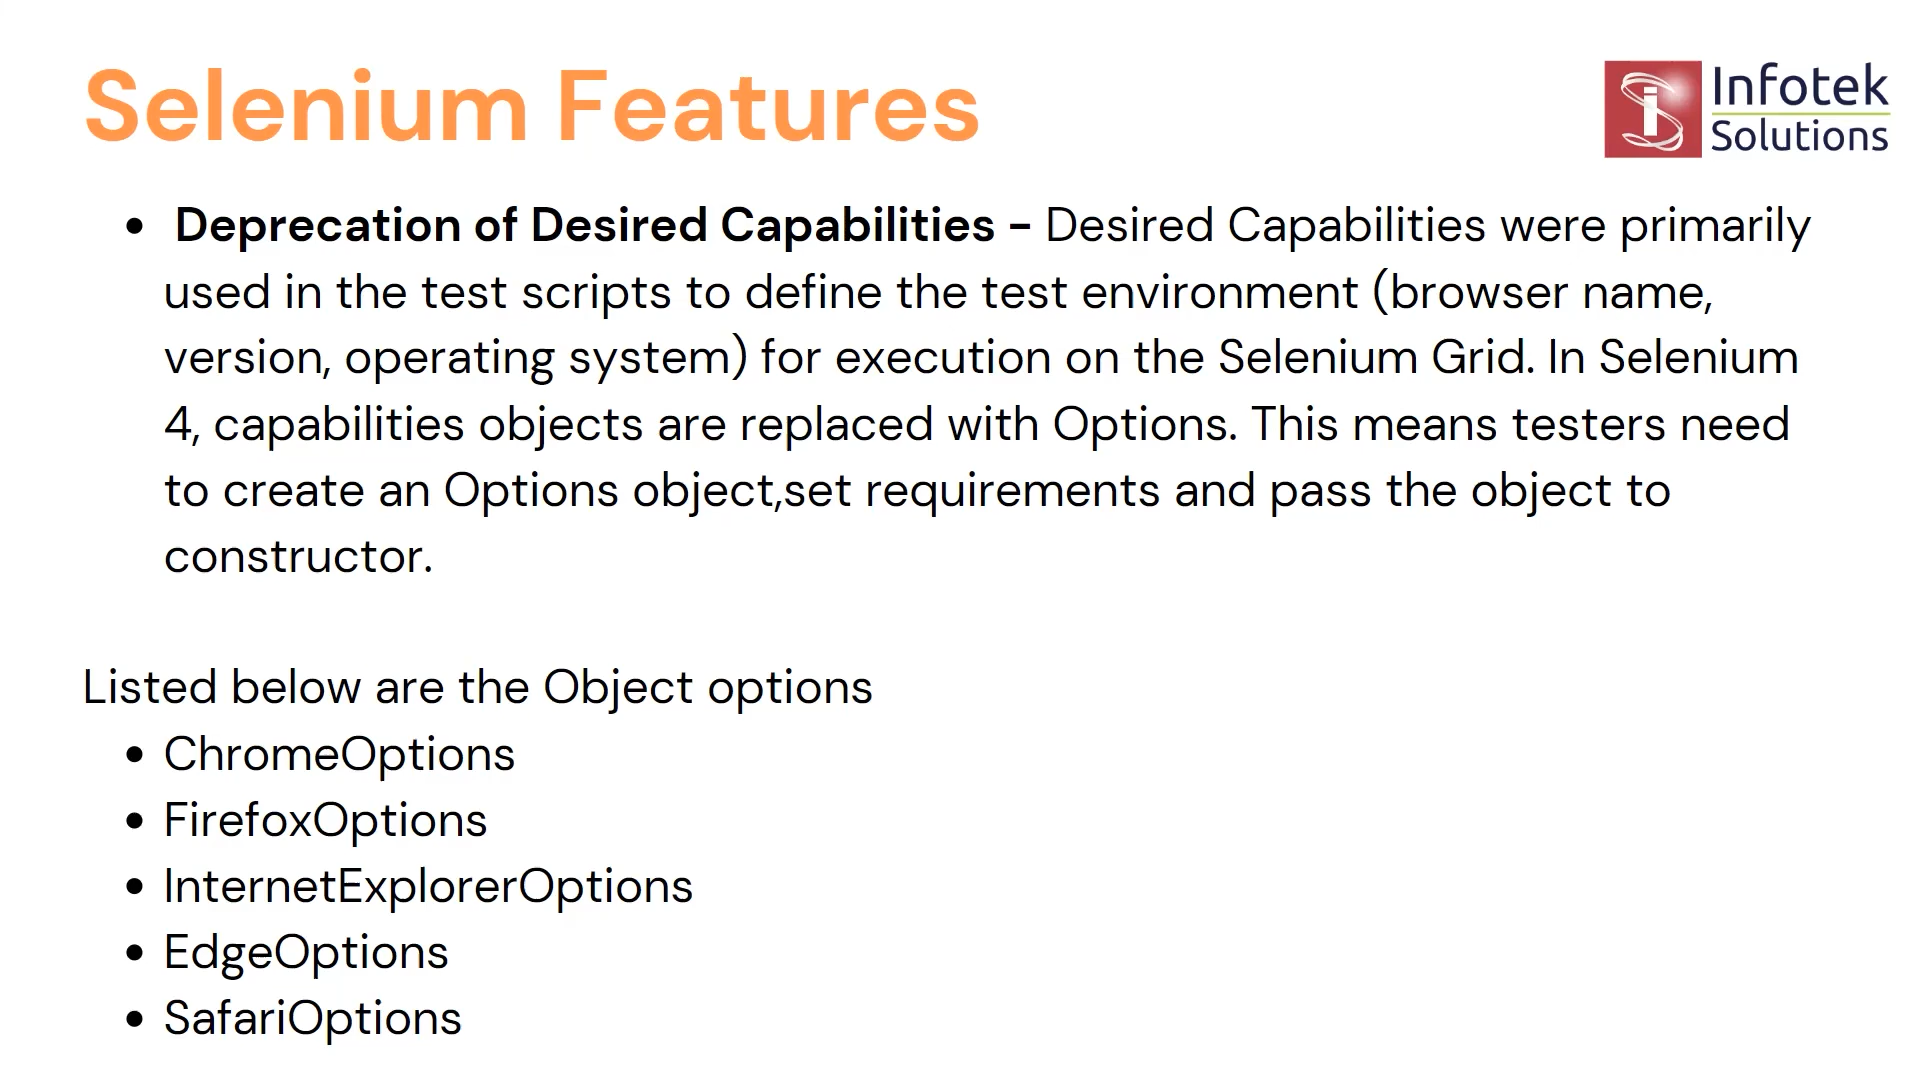 Selenium Features
Infotek
Solutions
• Deprecation of Desired Capabilities - Desired Capabilities were primarily
used in the test scripts to define the test environment (browser name,
version, operating system) for execution on the Selenium Grid. In Selenium
4, capabilities objects are replaced with Options. This means testers need
to create an Options object,set requirements and pass the object to
constructor.
Listed below are the Object options
• ChromeOptions
• FirefoxOptions
• InternetExplorerOptions
• EdgeOptions
• SafariOptions